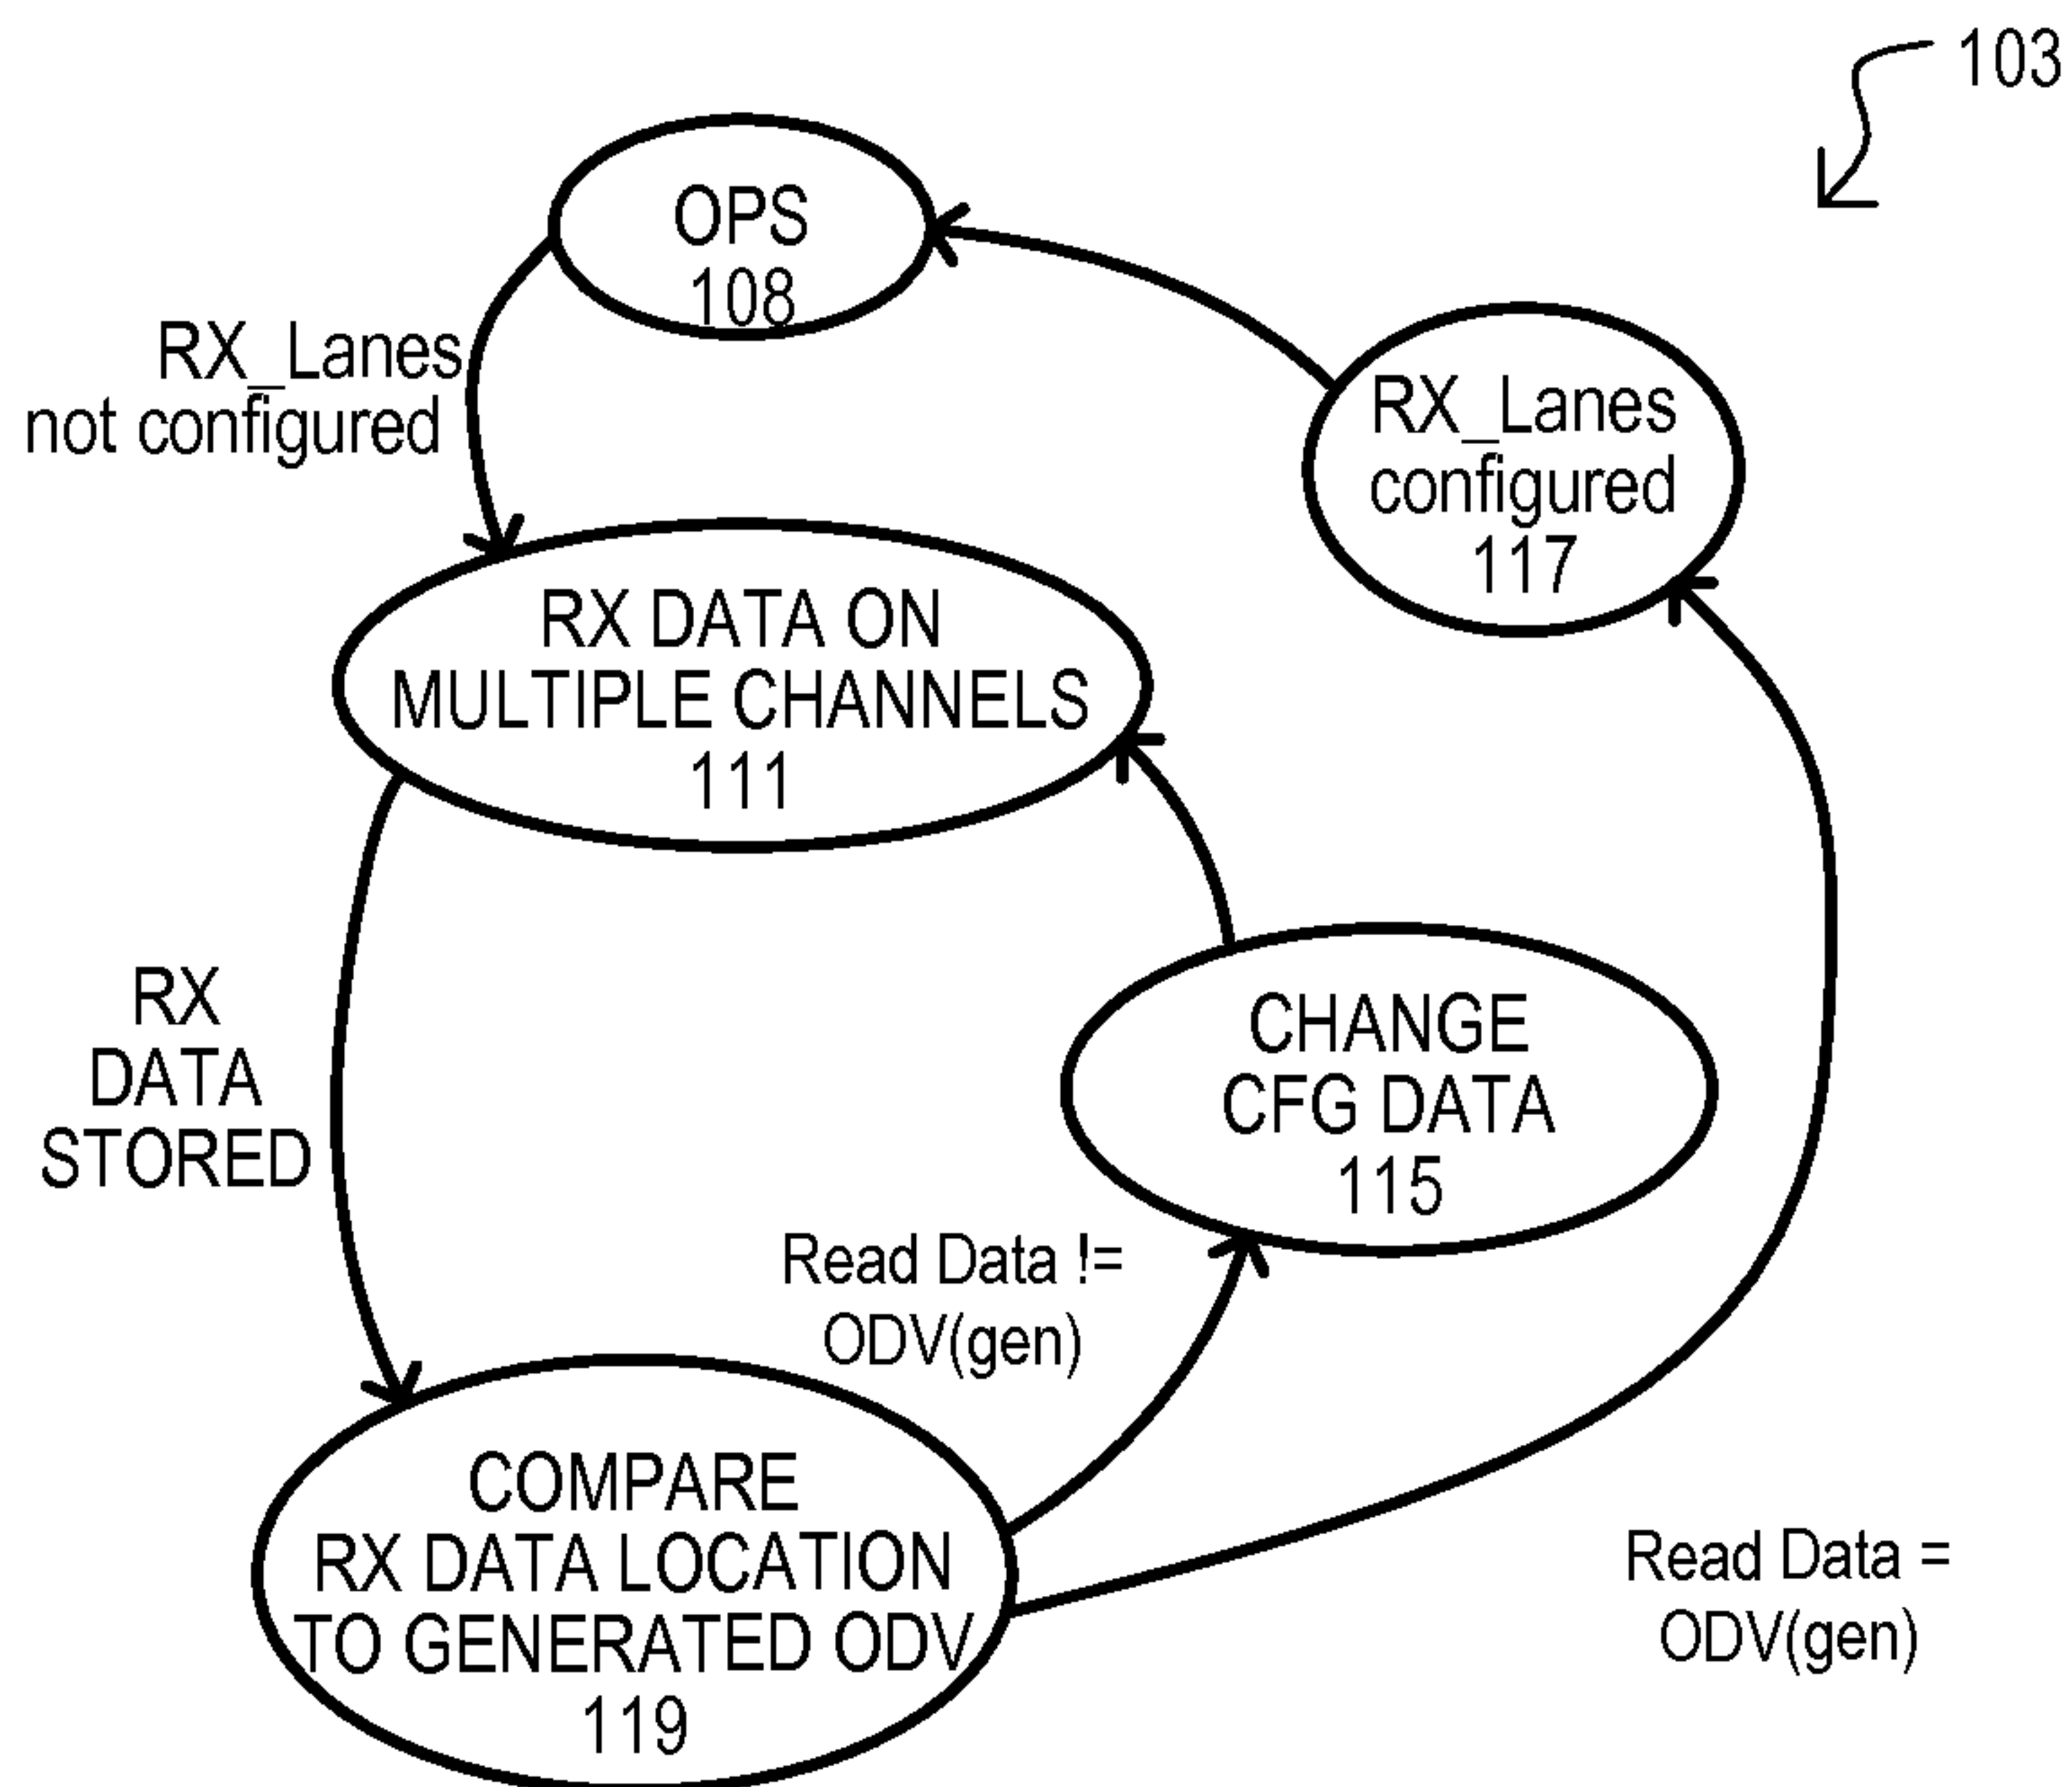 103
OPS
108
RX_Lanes
not configured
RX_Lanes
configured
117
RX DATA ON
MULTIPLE CHANNELS
111
RX
DATA
STORED
CHANGE
CFG DATA
115
Read Data !=
ODV(gen)
COMPARE
RX DATA LOCATION
TO GENERATED ODV
119
Read Data =
ODV(gen)